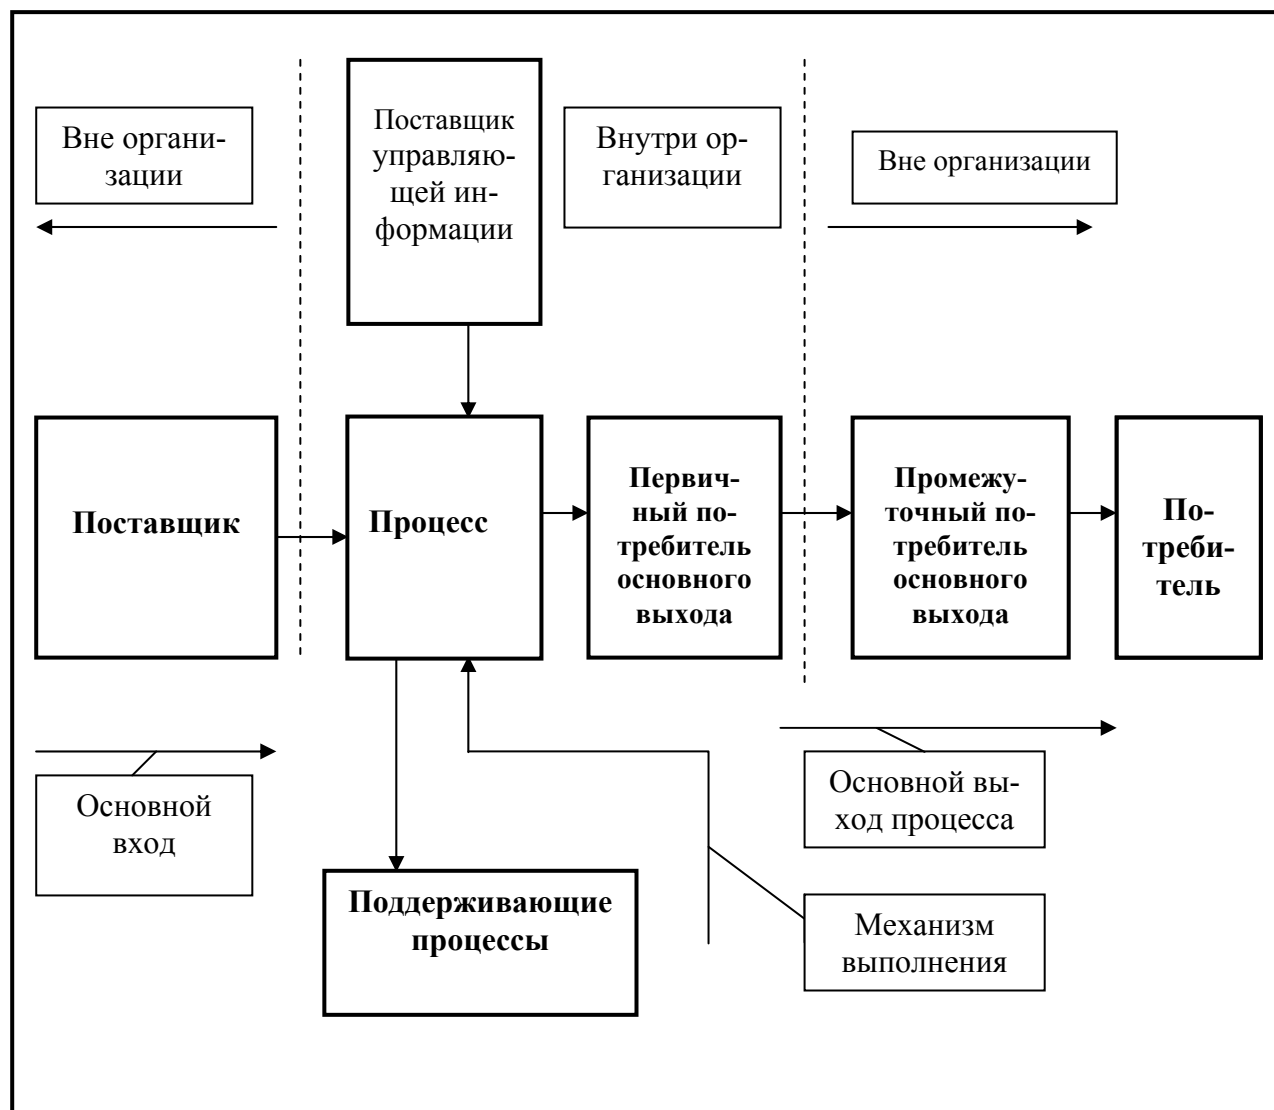 Вне органи-
зации
Поставщик
управляю-
щей ин-
формации
Внутри ор-
ганизации
Вне организации
Поставщик
Процесс
Первич-
ный по-
требитель
основного
выхода
Промежу-
точный по-
требитель
основного
выхода
По-
треби-
тель
Основной
вход
Основной вы-
ход процесса
Поддерживающие
процессы
Механизм
выполнения